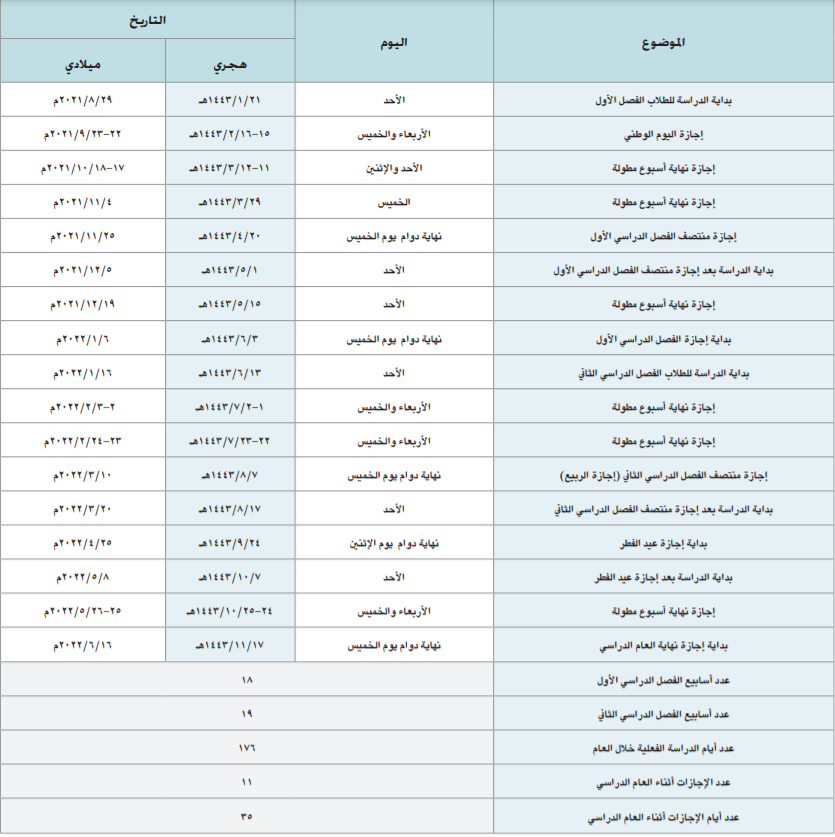 الموضوع اليوم التاريخ
هجري ميلادي
بداية الدراسة للطلاب الفصل الأول الأحد ١٤٤٣/١/٢١هـ ٢٠٢١/٨/٢٩م
إجازة اليوم الوطني الأربعاء والخميس ١٥-١٤٤٣/٢/١٦هـ ٢٢-٢٠٢١/٩/٢٣م
إجازة نهاية أسبوع مطولة الأحد والإثنين ١١-١٤٤٣/٣/١٢هـ ١٧-٢٠٢١/١٠/١٨م
إجازة نهاية أسبوع مطولة الخميس ١٤٤٣/٣/٢٩هـ ٢٠٢١/١١/٤م
إجازة منتصف الفصل الدراسي الأول نهاية دوام يوم الخميس ١٤٤٣/٤/٢٠هـ ٢٠٢١/١١/٢٥م
بداية الدراسة بعد إجازة منتصف الفصل الدراسي الأول الأحد ١٤٤٣/٥/١هـ ٢٠٢١/١٢/٥م
إجازة نهاية أسبوع مطولة الأحد ١٤٤٣/٥/١٥هـ ٢٠٢١/١٢/١٩م
بداية إجازة الفصل الدراسي الأول نهاية دوام يوم الخميس ١٤٤٣/٦/٣هـ ٢٠٢٢/١/٦م
بداية الدراسة للطلاب الفصل الدراسي الثاني الأحد ١٤٤٣/٦/١٣هـ ٢٠٢٢/١/١٦م
إجازة نهاية أسبوع مطولة الأربعاء والخميس ١-١٤٤٣/٧/٢هـ ٢-٢٠٢٢/٢/٣م
إجازة نهاية أسبوع مطولة الأربعاء والخميس ٢٢-١٤٤٣/٧/٢٣هـ ٢٣-٢٠٢٢/٢/٢٤م
إجازة منتصف الفصل الدراسي الثاني (إجازة الربيع) نهاية دوام يوم الخميس ١٤٤٣/٨/٧هـ ٢٠٢٢/٣/١٠م
بداية الدراسة بعد إجازة منتصف الفصل الدراسي الثاني الأحد ١٤٤٣/٨/١٧هـ ٢٠٢٢/٣/٢٠م
بداية إجازة عيد الفطر نهاية دوام يوم الإثنين ١٤٤٣/٩/٢٤هـ ٢٠٢٢/٤/٢٥م
بداية الدراسة بعد إجازة عيد الفطر الأحد ١٤٤٣/١٠/٧هـ ٢٠٢٢/٥/٨م
إجازة نهاية أسبوع مطولة الأربعاء والخميس ٢٤-١٤٤٣/١٠/٢٥هـ ٢٥-٢٠٢٢/٥/٢٦م
بداية إجازة نهاية العام الدراسي نهاية دوام يوم الخميس ١٤٤٣/١١/١٧هـ ٢٠٢٢/٦/١٦م
عدد أسابيع الفصل الدراسي الأول ١٨
عدد أسابيع الفصل الدراسي الثاني ١٩
عدد أيام الدراسة الفعلية خلال العام ١٧٦
عدد الإجازات أثناء العام الدراسي ١١
عدد أيام الإجازات أثناء العام الدراسي ٣٥